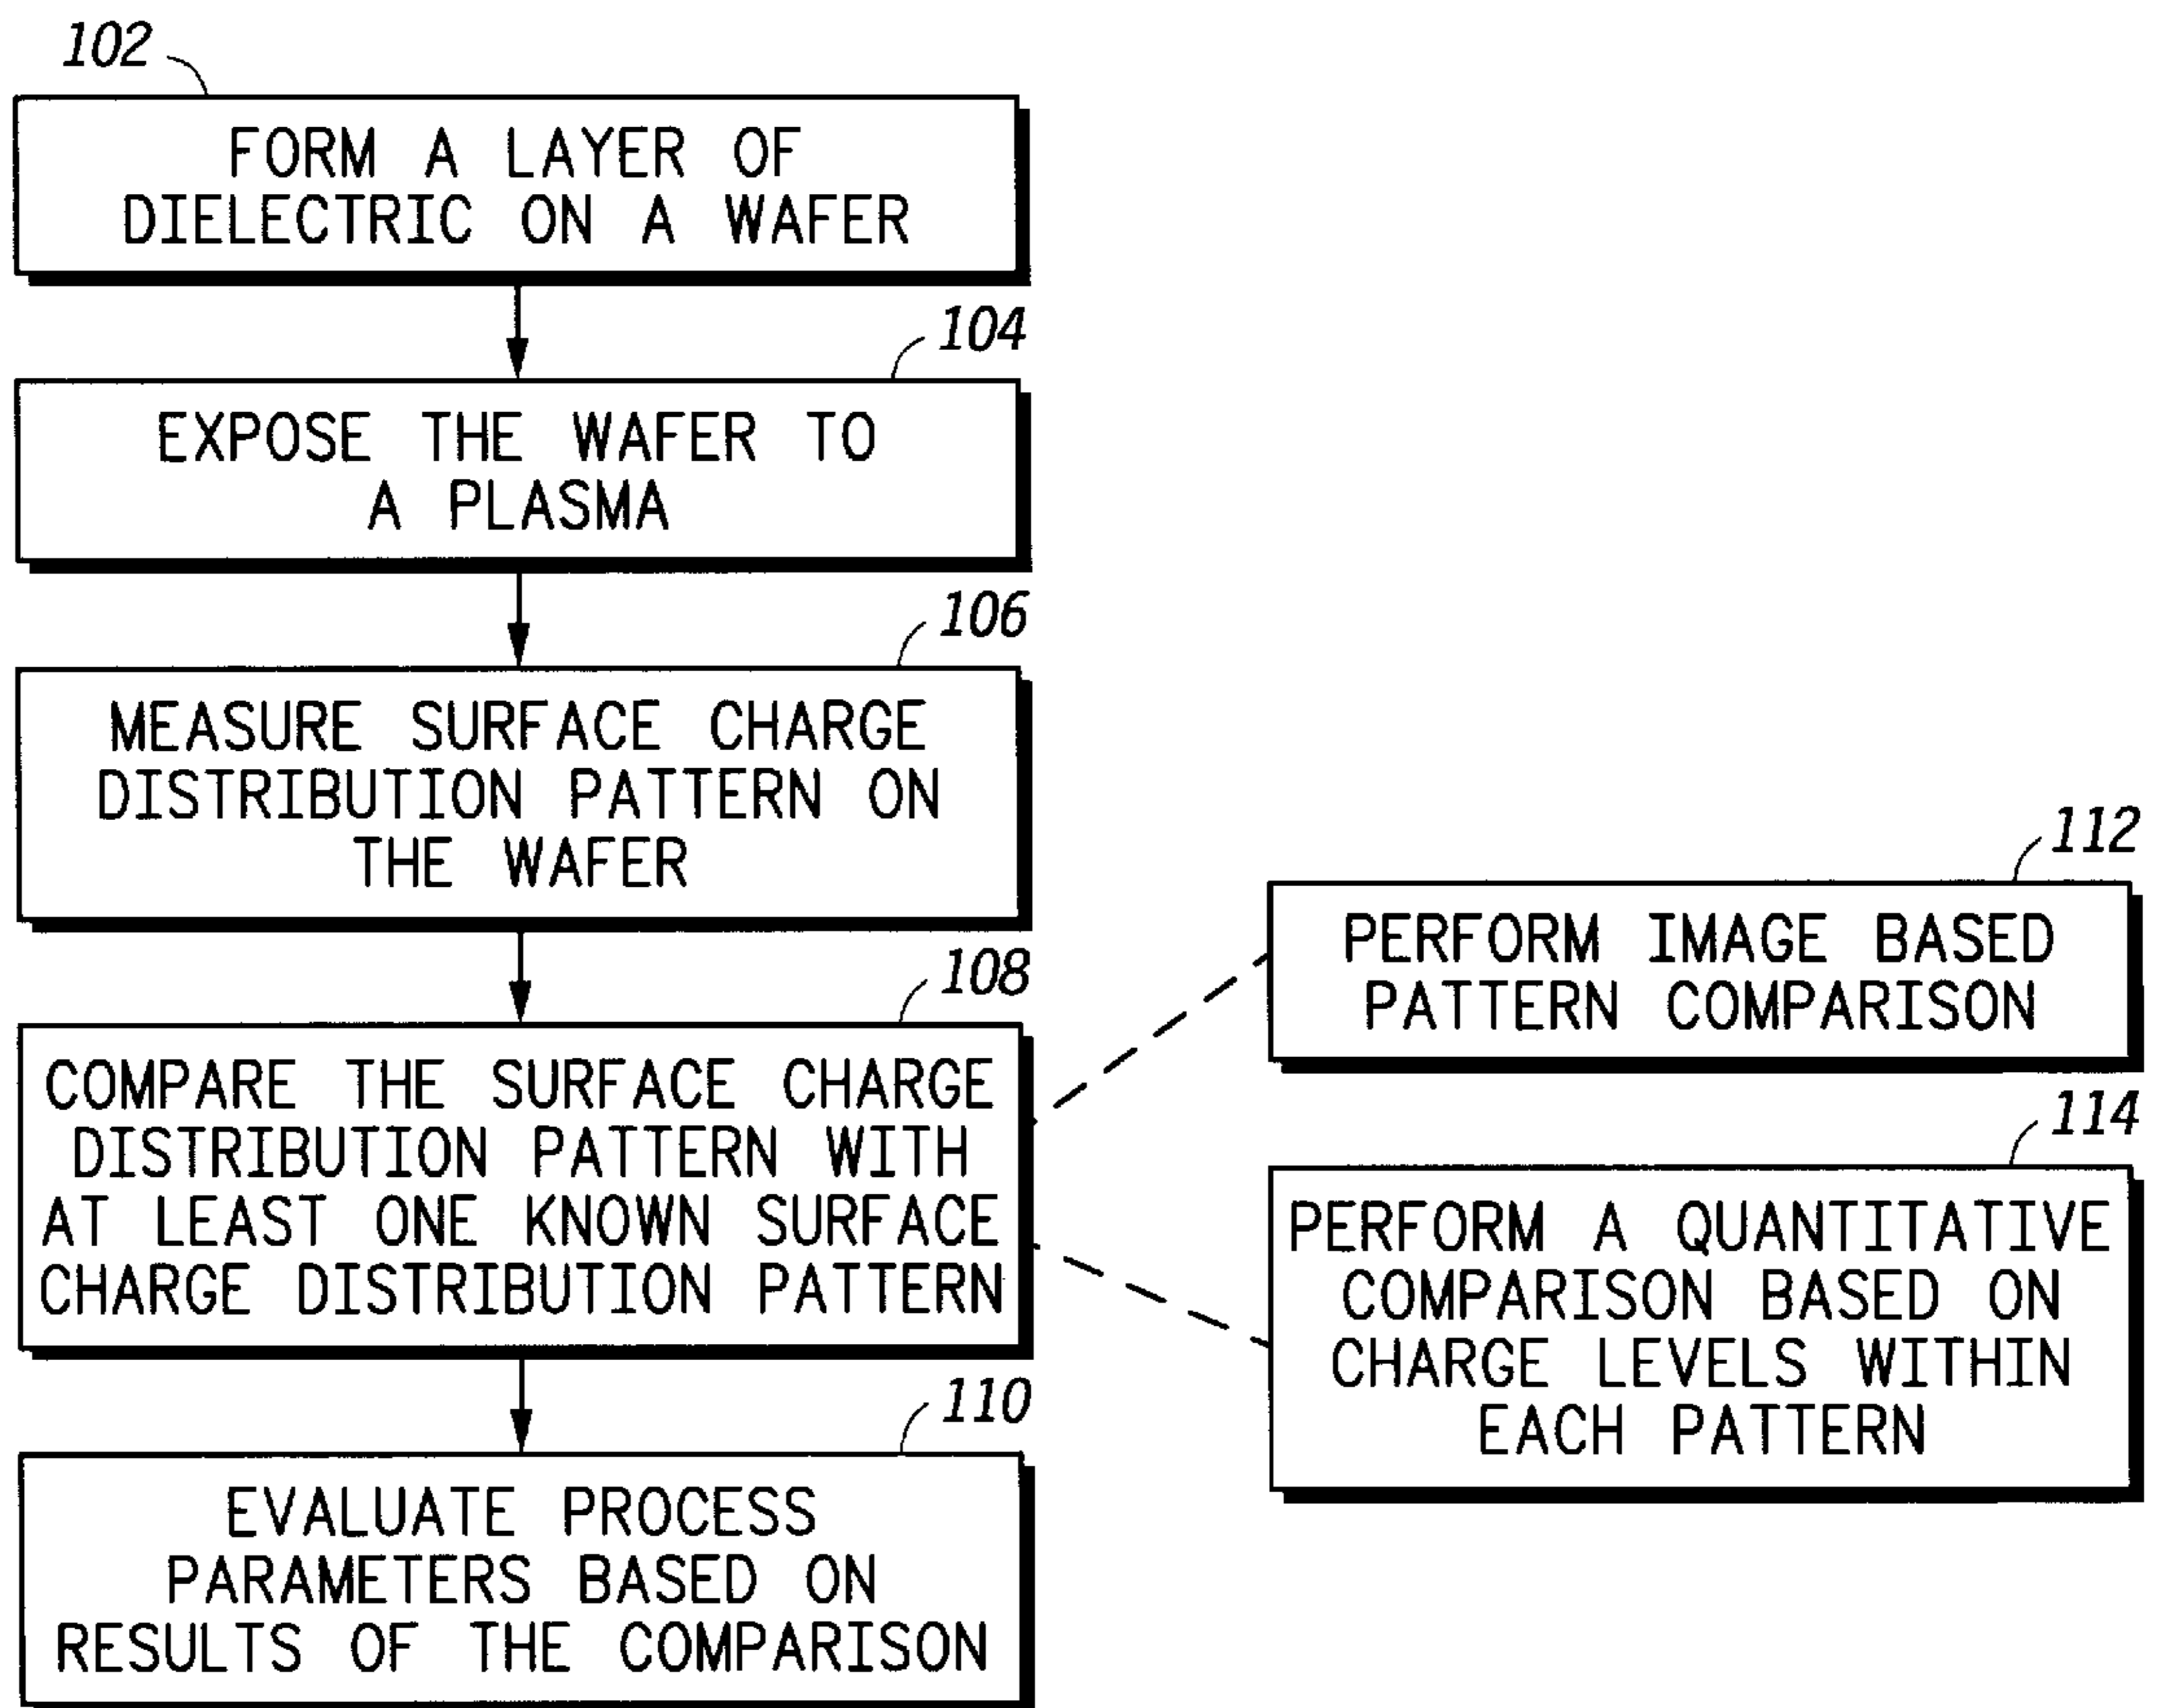 102
FORM A LAYER OF
DIELECTRIC ON A WAFER
104
EXPOSE THE WAFER TO
A PLASMA
106
MEASURE SURFACE CHARGE
DISTRIBUTION PATTERN ON
THE WAFER
108
COMPARE THE SURFACE CHARGE
DISTRIBUTION PATTERN WITH
AT LEAST ONE KNOWN SURFACE
CHARGE DISTRIBUTION PATTERN
110
EVALUATE PROCESS
PARAMETERS BASED ON
RESULTS OF THE COMPARISON
112
PERFORM IMAGE BASED
PATTERN COMPARISON
114
PERFORM A QUANTITATIVE
COMPARISON BASED ON
CHARGE LEVELS WITHIN
EACH PATTERN